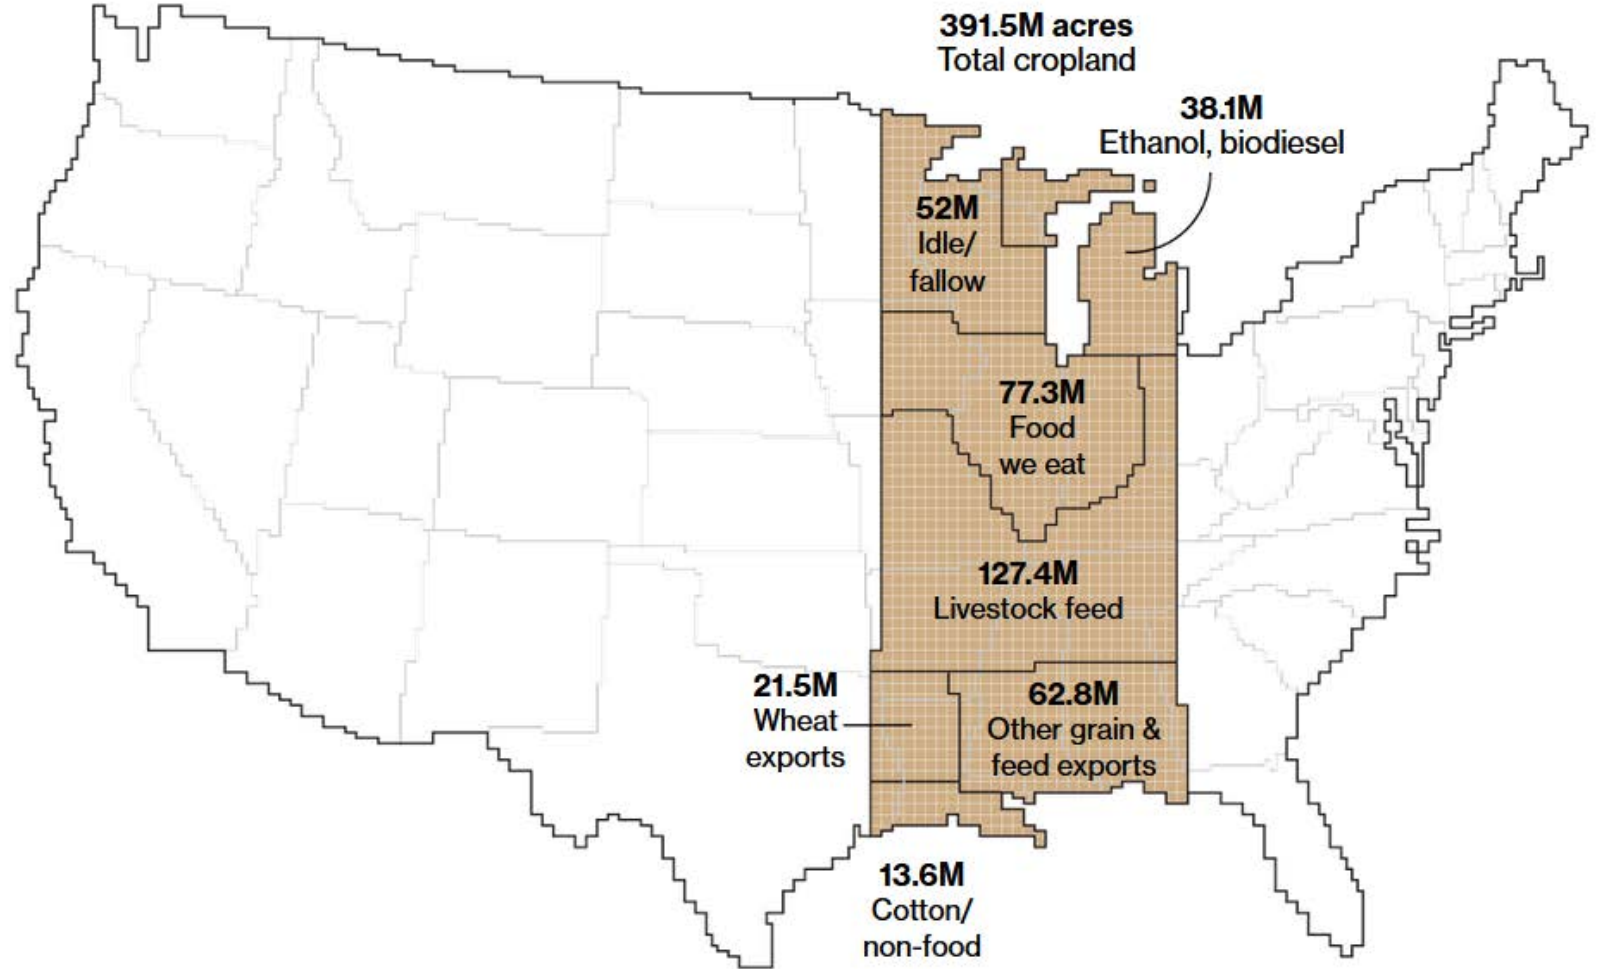 391.5M acres
Total cropland
38.1M
Ethanol, biodiesel
52M
Idle/
fallow
77.3M
Food
we eat
127.4M
Livestock feed
21.5M
Wheat
exports
62.8M
Other grain &
feed exports
13.6M
Cotton/
non-food